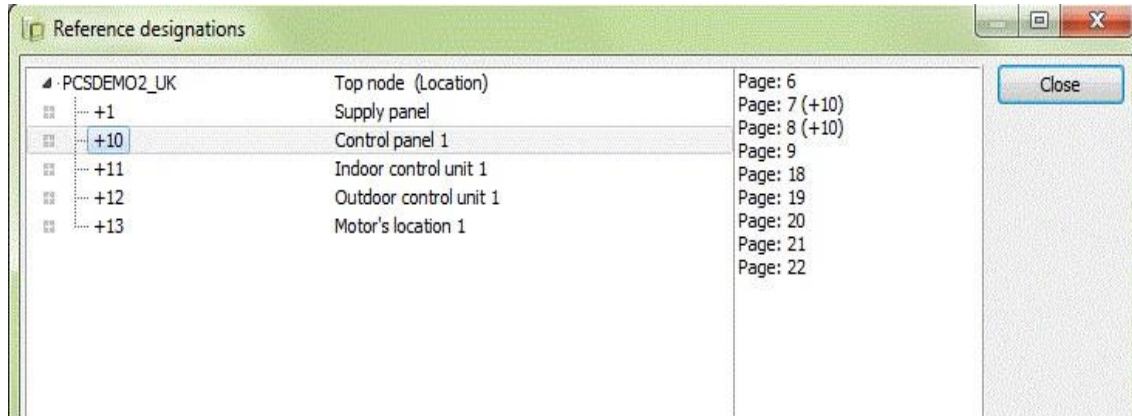 Reference designations
PCSDEMO2_UK Top node (Location)
+1 Supply panel
+10 Control panel 1
+11 Indoor control unit 1
+12 Outdoor control unit 1
+13 Motor's location 1
Page: 6
Page: 7 (+10)
Page: 8 (+10)
Page: 9
Page: 18
Page: 19
Page: 20
Page: 21
Page: 22
Close